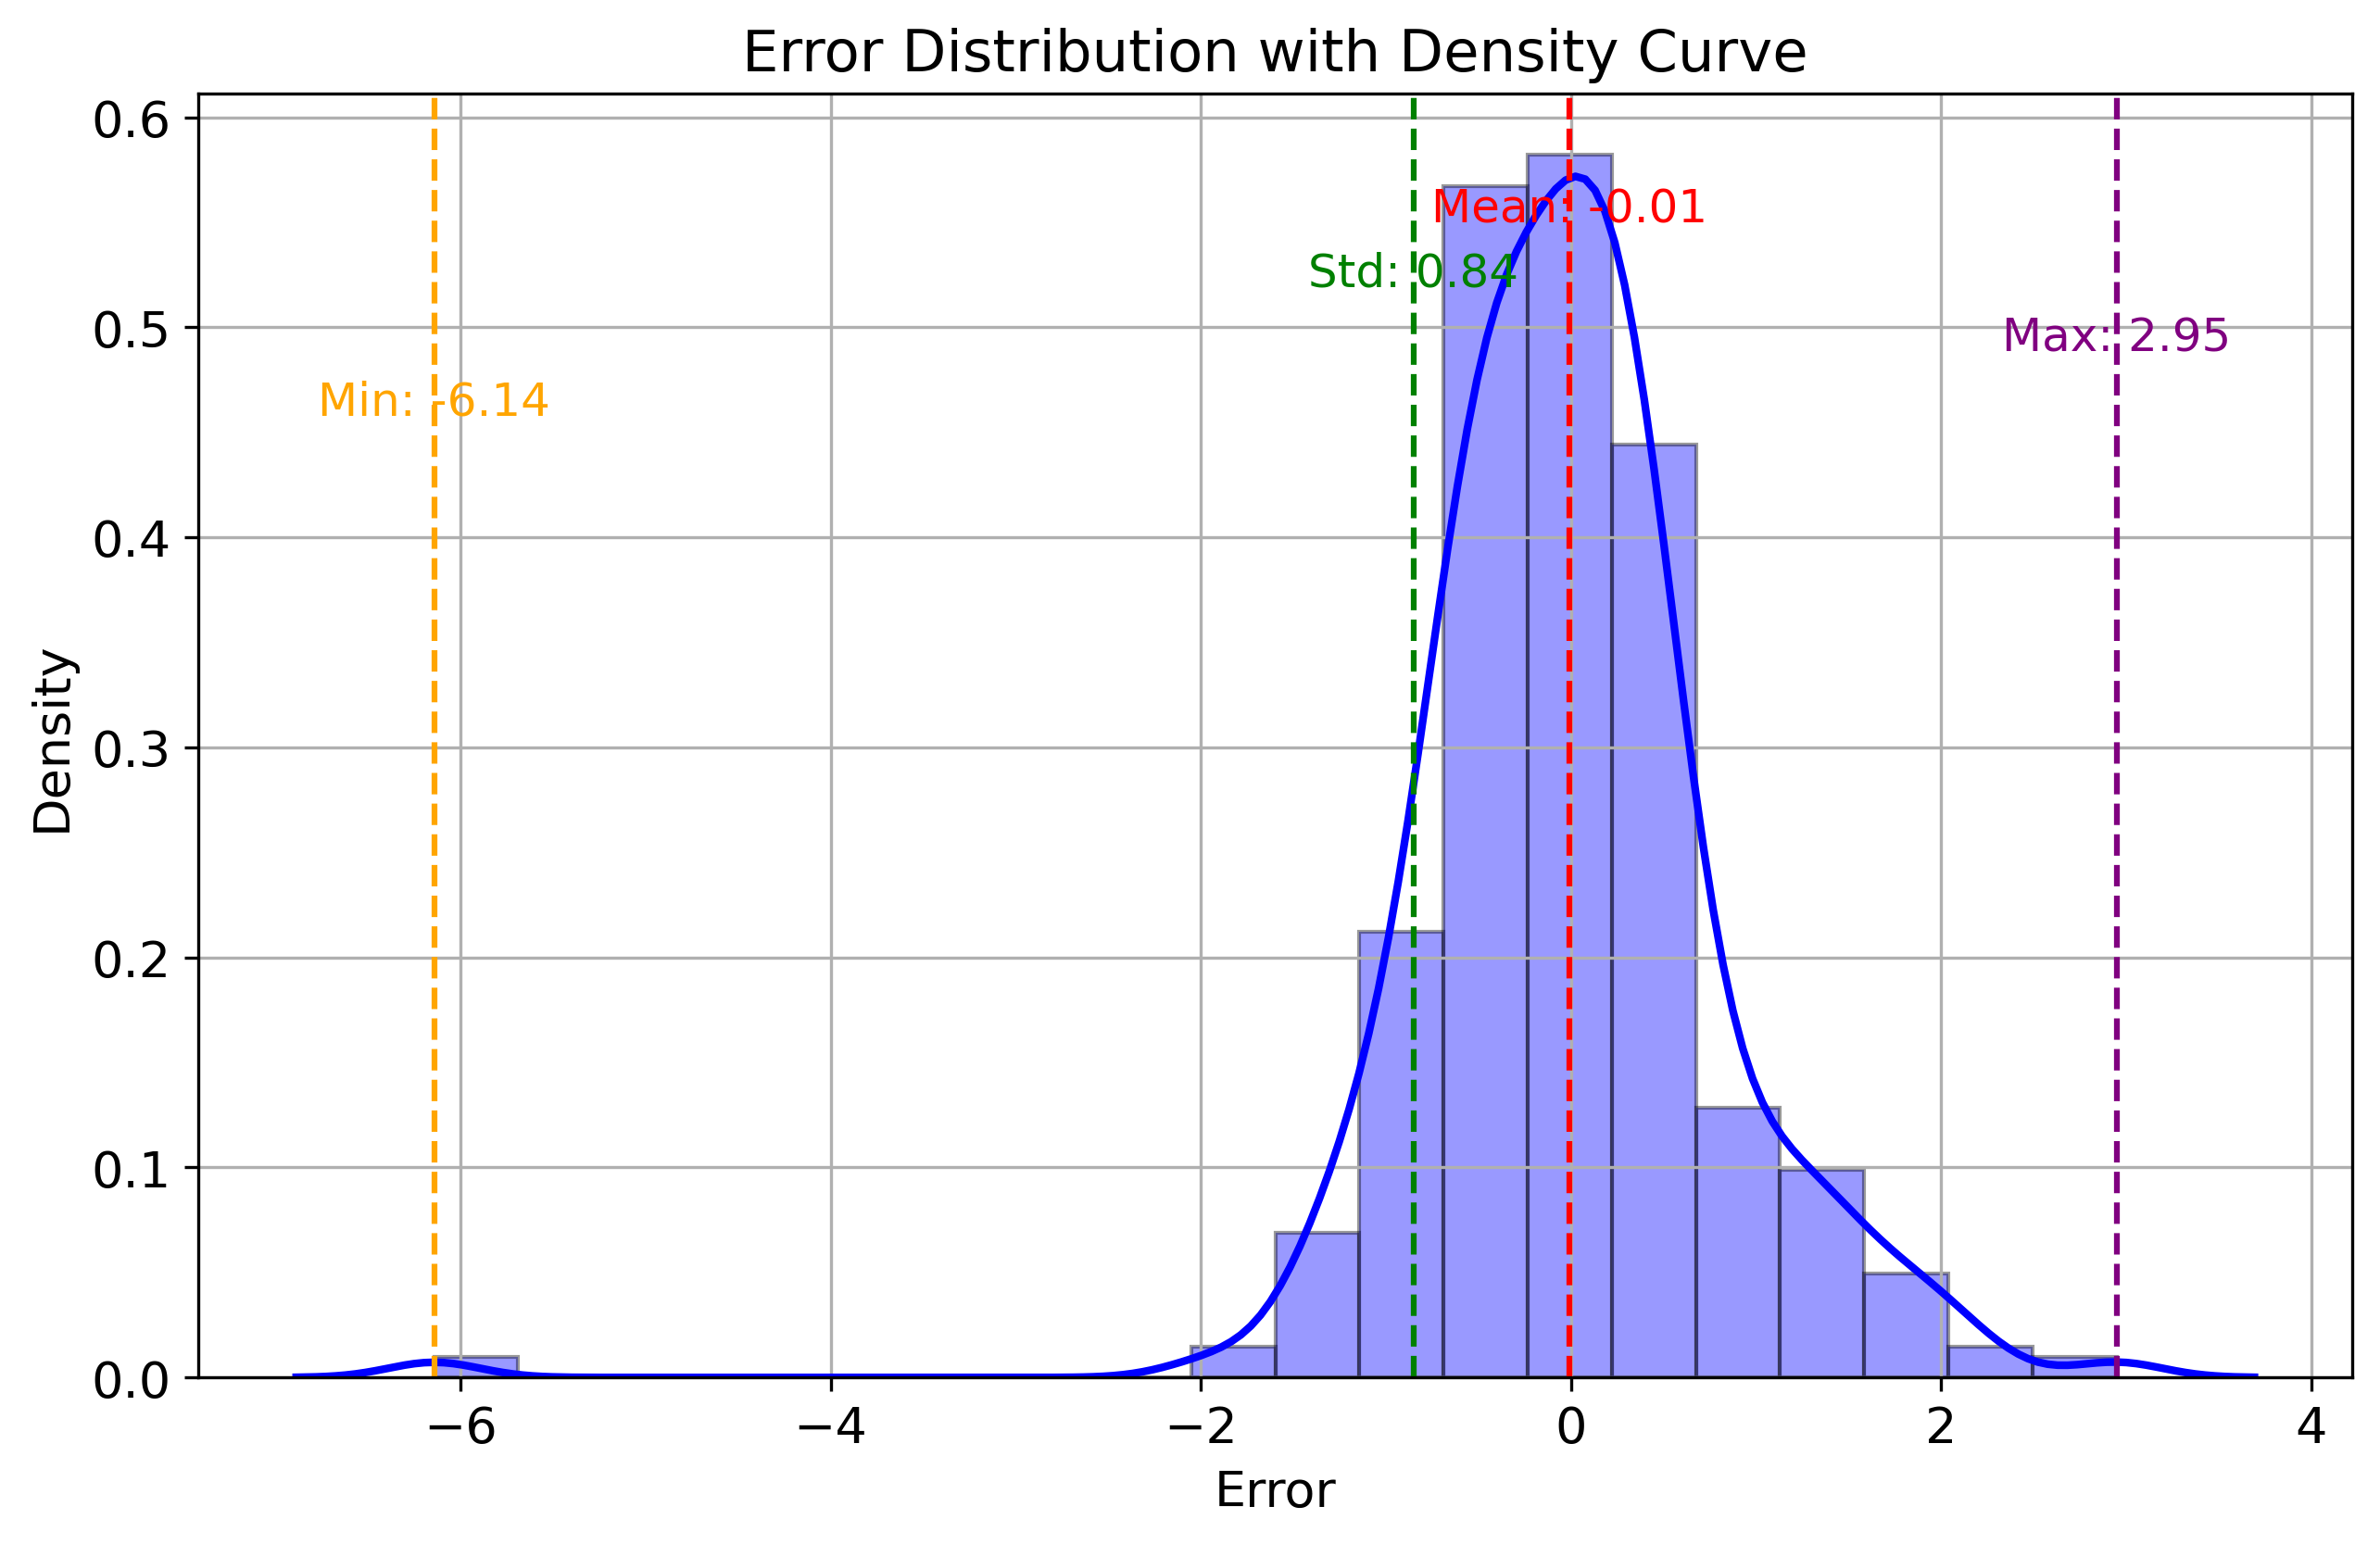 Error Distribution with Density Curve
0.6
0.5
0.4
0.3
0.2
0.1
0.0
Density
Mean: -0.01
Std: 0.84
Max: 2.95
Min: -6.14
−6 −4 −2 0 2 4
Error